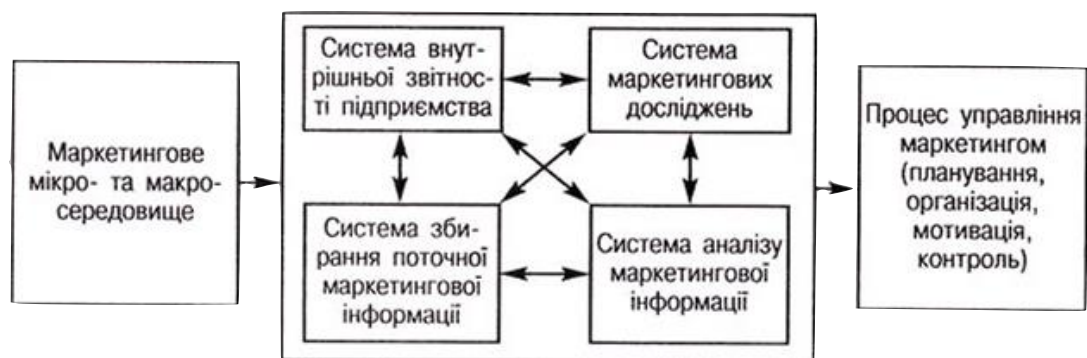 Маркетингове
мікро- та макро-
середовище
Система внут-
рішньої звітнос-
ті підприємства
Система
маркетингових
досліджень
Система зби-
рання поточної
маркетингової
інформації
Система аналізу
маркетингової
інформації
Процес управління
маркетингом
(планування,
організація,
мотивація,
контроль)